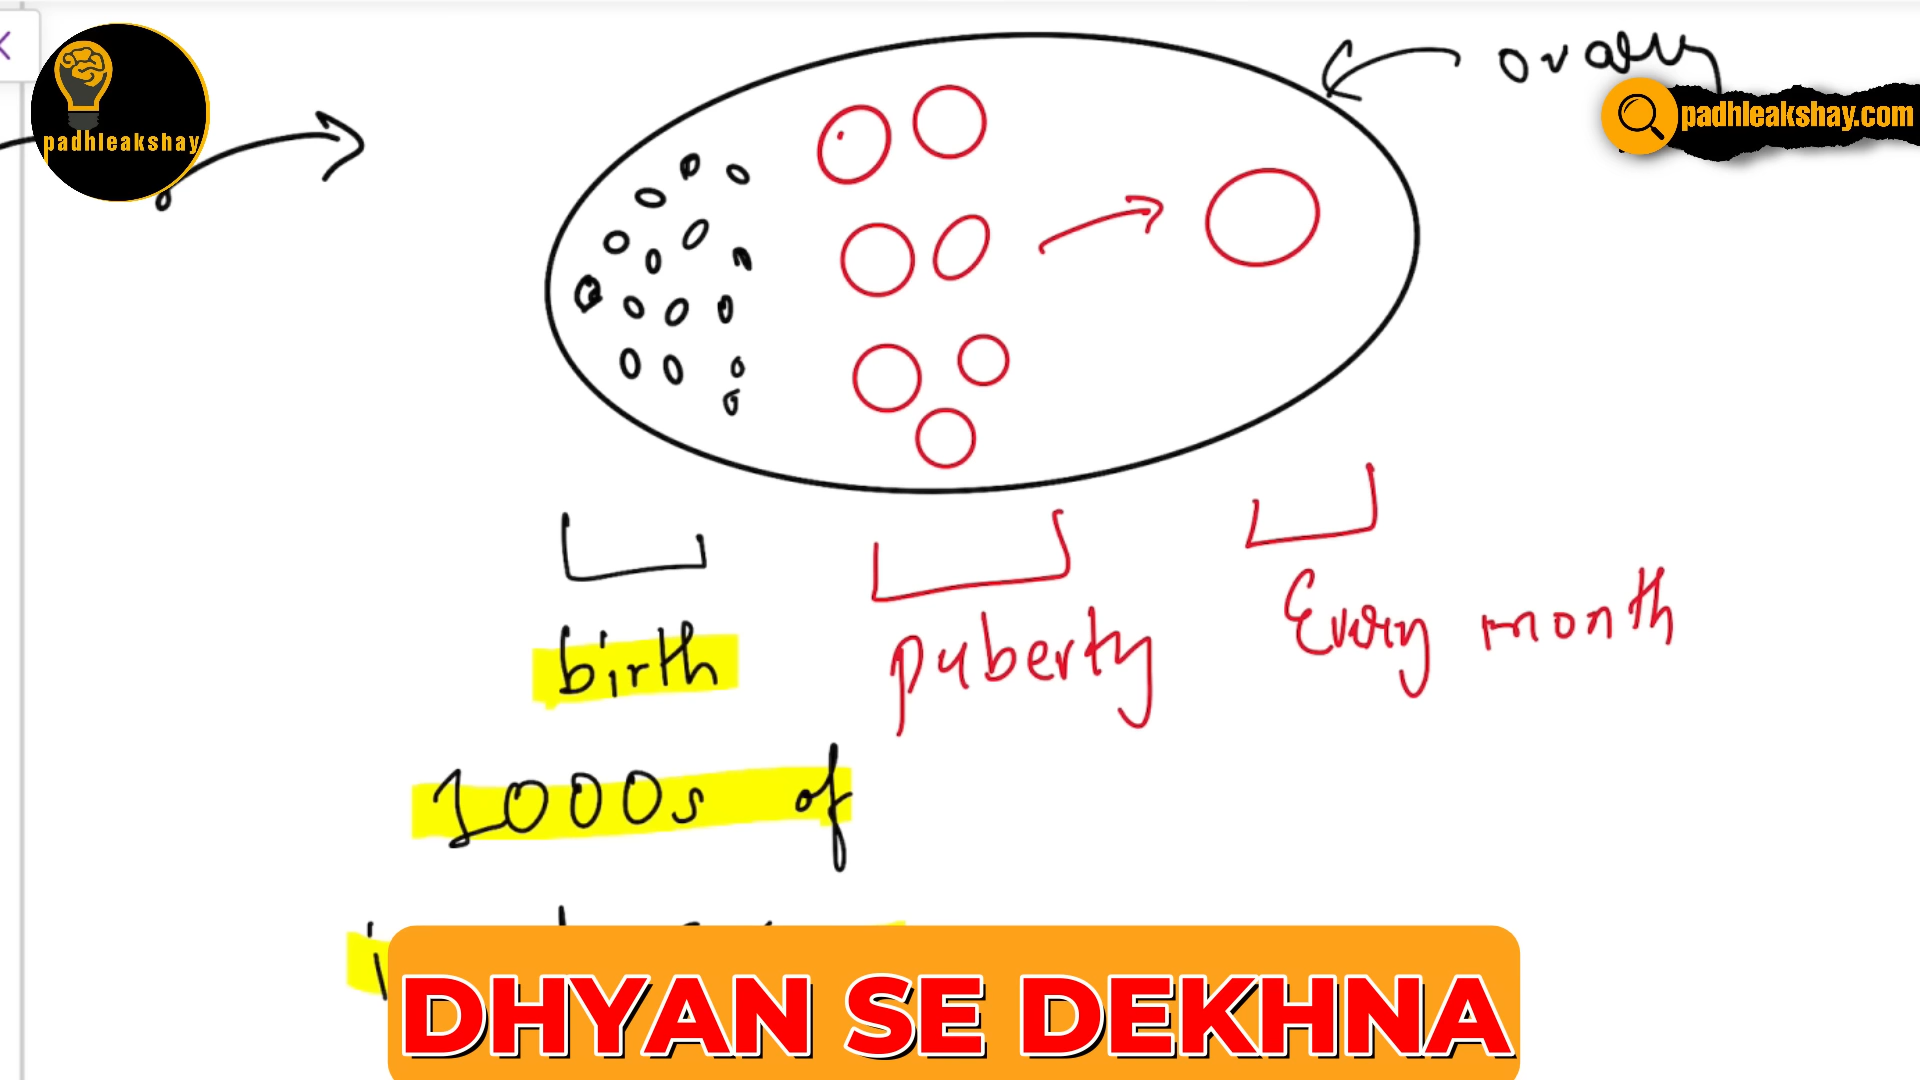 ovary
padhleakshay
padhleakshay.com
birth
puberty
Every month
1000s of
DHYAN SE DEKHNA